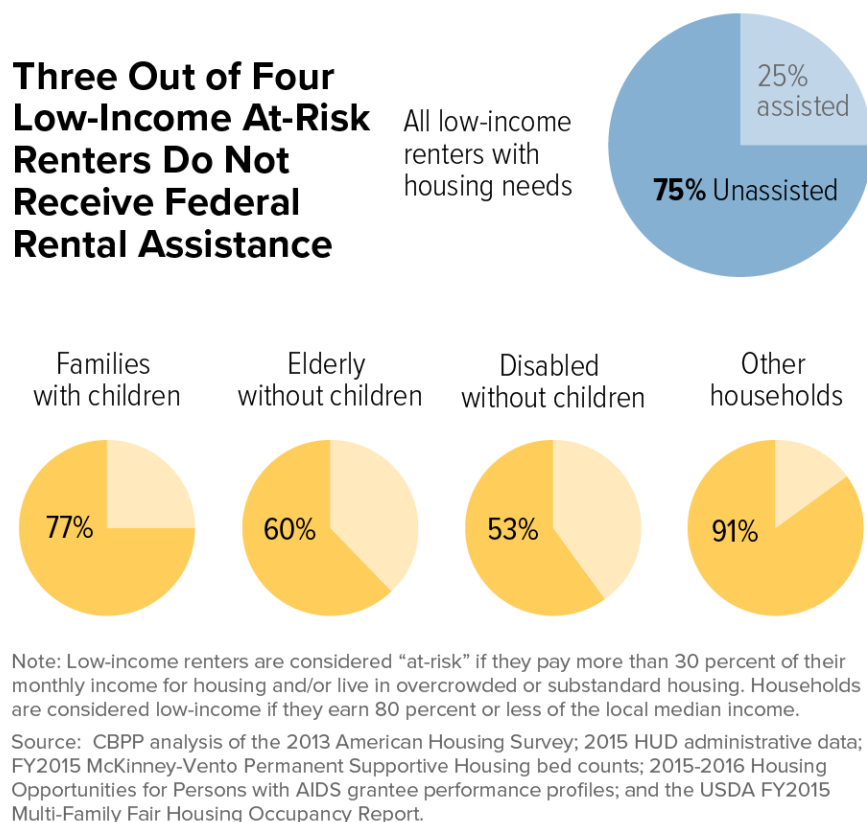 Three Out of Four
Low-Income At-Risk
Renters Do Not
Receive Federal
Rental Assistance
All low-income
renters with
housing needs
25%
assisted
75% Unassisted
Families
with children
Elderly
without children
Disabled
without children
Other
households
77%
60%
53%
91%
Note: Low-income renters are considered “at-risk” if they pay more than 30 percent of their
monthly income for housing and/or live in overcrowded or substandard housing. Households
are considered low-income if they earn 80 percent or less of the local median income.
Source: CBPP analysis of the 2013 American Housing Survey; 2015 HUD administrative data;
FY2015 McKinney-Vento Permanent Supportive Housing bed counts; 2015-2016 Housing
Opportunities for Persons with AIDS grantee performance profiles; and the USDA FY2015
Multi-Family Fair Housing Occupancy Report.